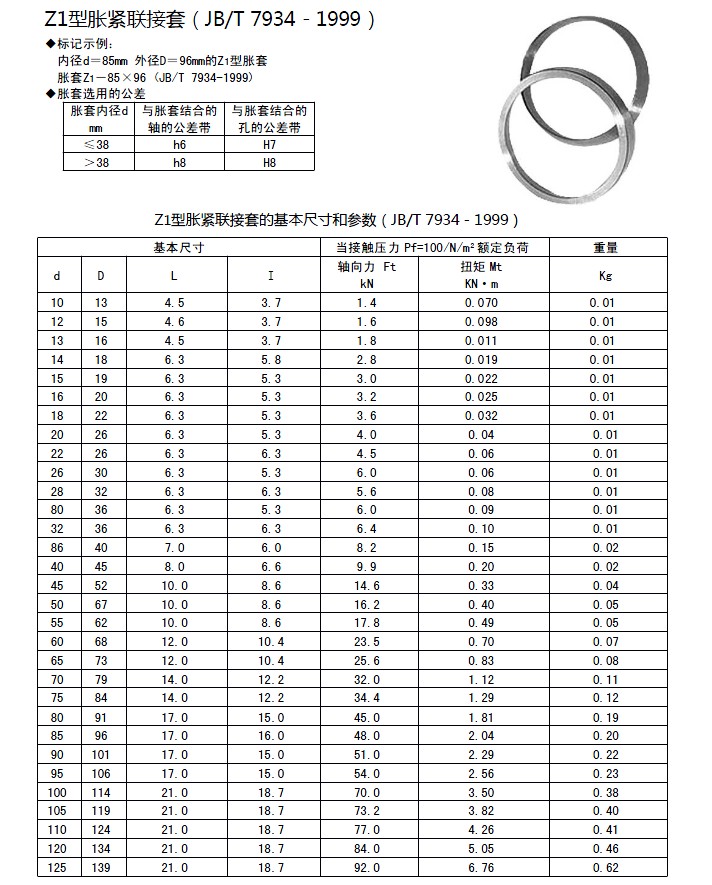 Z1型胀紧联接套（JB/T 7934－1999）
◆标记示例:
内径d＝85mm 外径D＝96mm的Z1型胀套
胀套Z1－85×96 (JB/T 7934-1999)
◆胀套选用的公差
胀套内径d mm 与胀套结合的轴的公差带 与胀套结合的孔的公差带
≤38 h6 H7
＞38 h8 H8
Z1型胀紧联接套的基本尺寸和参数（JB/T 7934－1999）
基本尺寸 当接触压力 Pf=100/N/m²额定负荷 重量
d D L I 轴向力 Ft kN 扭矩 Mt KN·m Kg
10 13 4.5 3.7 1.4 0.070 0.01
12 15 4.6 3.7 1.6 0.098 0.01
13 16 4.5 3.7 1.8 0.011 0.01
14 18 6.3 5.8 2.8 0.019 0.01
15 19 6.3 5.3 3.0 0.022 0.01
16 20 6.3 5.3 3.2 0.025 0.01
18 22 6.3 5.3 3.6 0.032 0.01
20 26 6.3 5.3 4.0 0.04 0.01
22 26 6.3 5.3 4.5 0.06 0.01
26 30 6.3 5.3 6.0 0.06 0.01
28 32 6.3 6.3 5.6 0.08 0.01
80 36 6.3 5.3 6.0 0.09 0.01
32 36 6.3 6.3 6.4 0.10 0.01
86 40 7.0 6.0 8.2 0.15 0.02
40 45 8.0 6.6 9.9 0.20 0.02
45 52 10.0 8.6 14.6 0.33 0.04
50 67 10.0 8.6 16.2 0.40 0.05
55 62 10.0 8.6 17.8 0.49 0.05
60 68 12.0 10.4 23.5 0.70 0.07
65 73 12.0 10.4 25.6 0.83 0.08
70 79 14.0 12.2 32.0 1.12 0.11
75 84 14.0 12.2 34.4 1.29 0.12
80 91 17.0 15.0 45.0 1.81 0.19
85 96 17.0 16.0 48.0 2.04 0.20
90 101 17.0 15.0 51.0 2.29 0.22
95 106 17.0 15.0 54.0 2.56 0.23
100 114 21.0 18.7 70.0 3.50 0.38
105 119 21.0 18.7 73.2 3.82 0.40
110 124 21.0 18.7 77.0 4.26 0.41
120 134 21.0 18.7 84.0 5.05 0.46
125 139 21.0 18.7 92.0 6.76 0.62